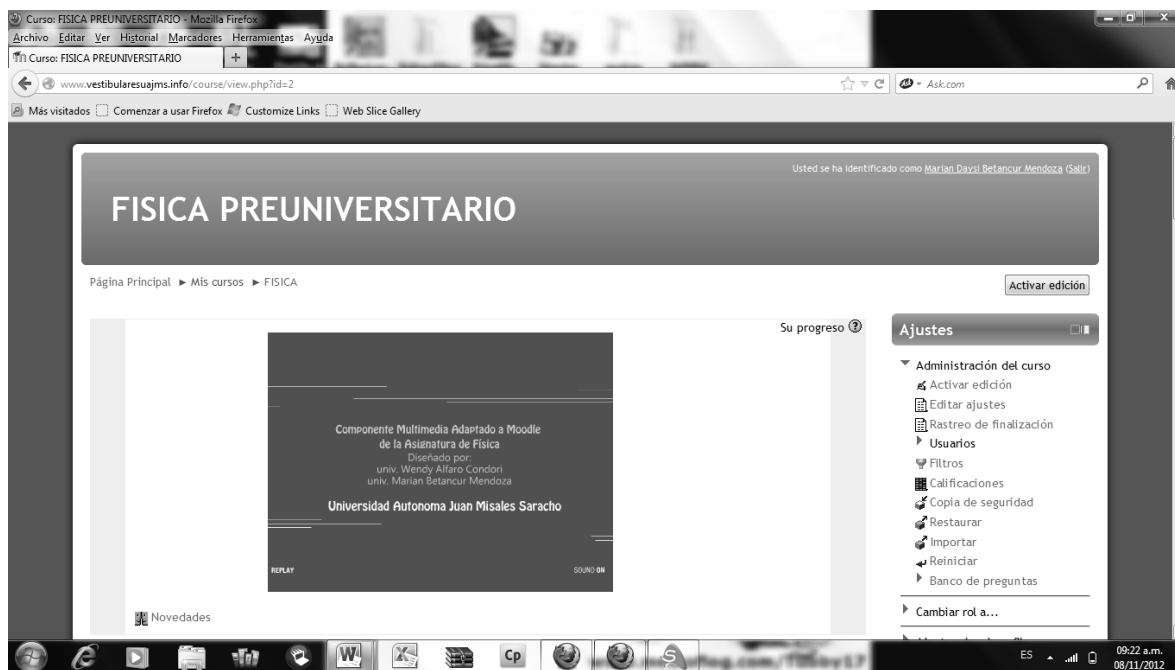 Curso: FISICA PREUNIVERSITARIO - Mozilla Firefox
Archivo Editar Ver Historial Marcadores Herramientas Ayuda
Curso: FISICA PREUNIVERSITARIO +
www.vestibularesuajms.info/course/view.php?id=2
Ask.com
Más visitados Comenzar a usar Firefox Customize Links Web Slice Gallery
Usted se ha identificado como Marian Daysi Betancur Mendoza (Salir)
FISICA PREUNIVERSITARIO
Página Principal ► Mis cursos ► FISICA
Activar edición
Su progreso
Componente Multimedia Adaptado a Moodle
de la Asignatura de Física
Diseñado por:
univ. Wendy Alfaro Condori
univ. Marian Betancur Mendoza
Universidad Autonoma Juan Misales Saracho
REPLAY
SOUND ON
Novedades
Ajustes
Administración del curso
Activar edición
Editar ajustes
Rastreo de finalización
Usuarios
Filtros
Calificaciones
Copia de seguridad
Restaurar
Importar
Reiniciar
Banco de preguntas
Cambiar rol a...
Cp
ES
09:22 a.m.
08/11/2012